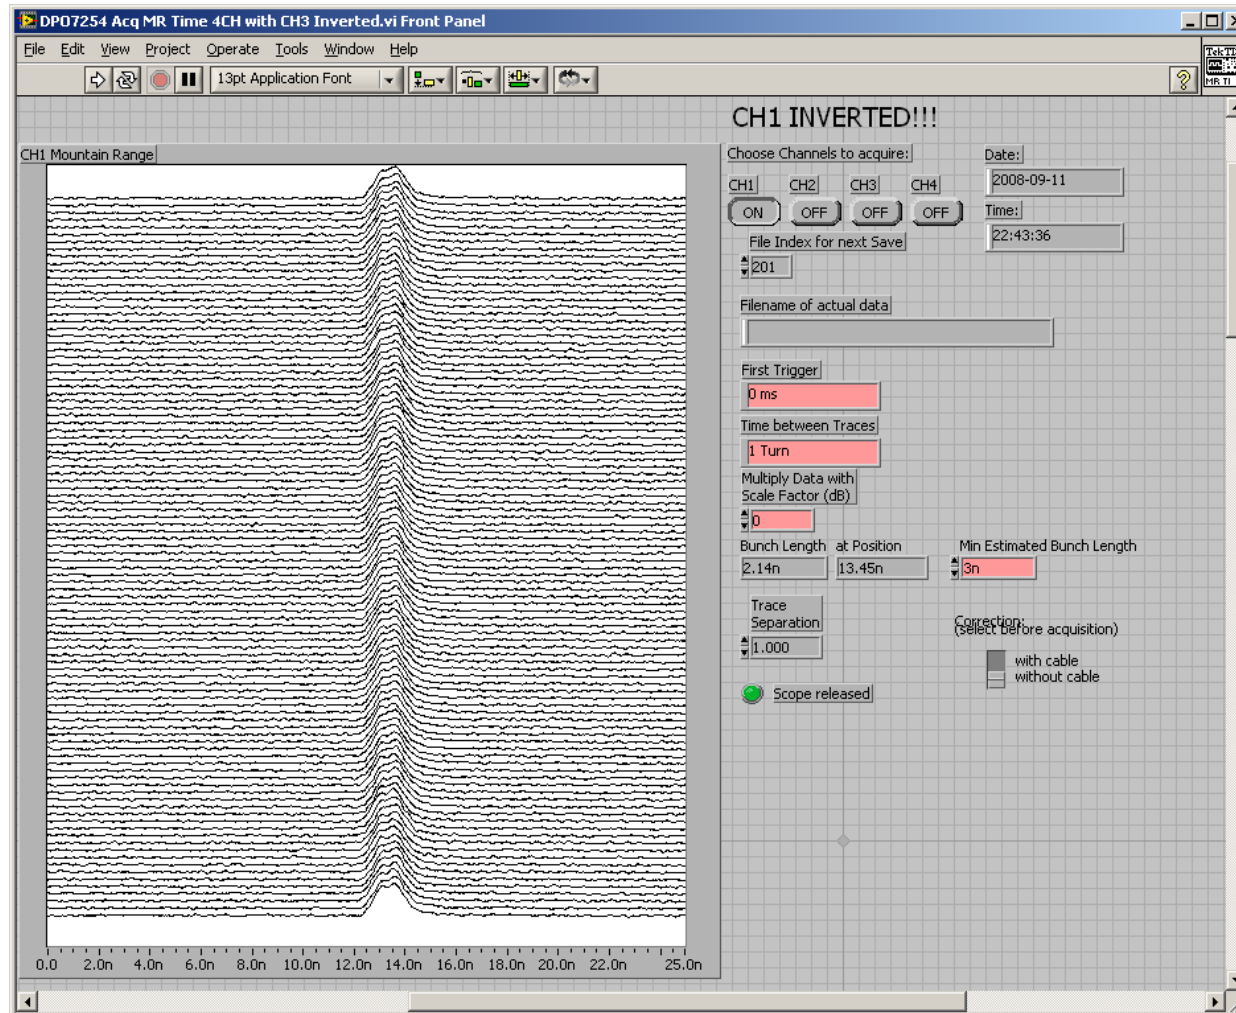 DPO7254 Acq MR Time 4CH with CH3 Inverted.vi Front Panel
File Edit View Project Operate Tools Window Help
13pt Application Font
?
MR TI
CH1 INVERTED!!!
CH1 Mountain Range
Choose Channels to acquire:
Date:
CH1 CH2 CH3 CH4
2008-09-11
ON OFF OFF OFF
Time:
22:43:36
File Index for next Save
201
Filename of actual data
First Trigger
0 ms
Time between Traces
1 Turn
Multiply Data with
Scale Factor (dB)
0
Bunch Length at Position Min Estimated Bunch Length
2.14n 13.45n 3n
Trace
Separation
1.000
Correction:
(select before acquisition)
with cable
without cable
Scope released
0.0 2.0n 4.0n 6.0n 8.0n 10.0n 12.0n 14.0n 16.0n 18.0n 20.0n 22.0n 25.0n